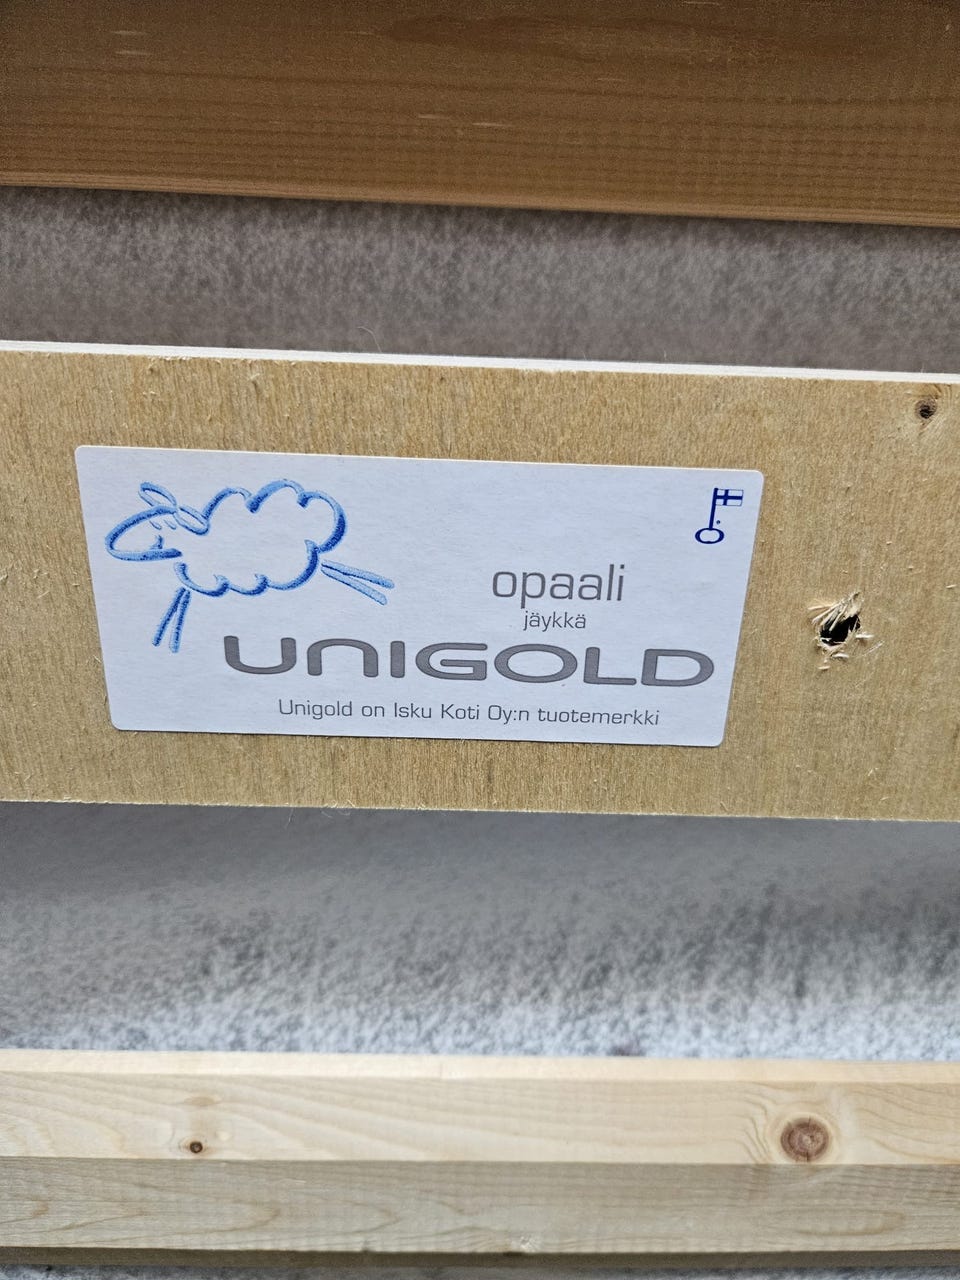 opaali
jäykkä
UNIGOLD
Unigold on Isku Koti Oy:n tuotemerkki